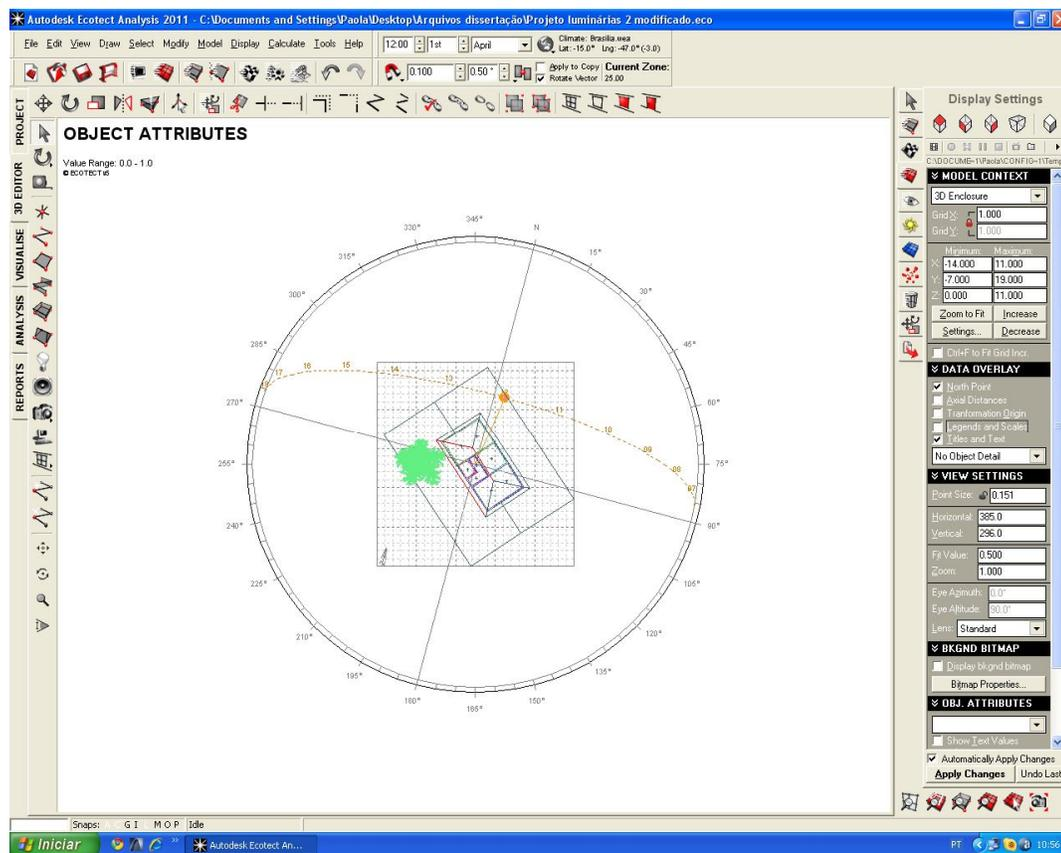 Autodesk Ecotect Analysis 2011 - C:\Documents and Settings\Paola\Desktop\Arquivos dissertação\Projeto luminárias 2 modificado.eco
File Edit View Draw Select Modify Model Display Calculate Tools Help
12:00 1st April
Climate: Brasilia.wea
Lat: -15.0° Lng: -47.0° (-3.0)
0.100 0.50°
Apply to Copy
Rotate Vector
Current Zone:
25.00
PROJECT
3D EDITOR
VISUALISE
ANALYSIS
REPORTS
OBJECT ATTRIBUTES
Value Range: 0.0 - 1.0
© ECOTECT v5
345°
N
15°
30°
45°
60°
75°
90°
105°
120°
135°
150°
165°
180°
195°
210°
225°
240°
255°
270°
285°
300°
315°
330°
17 16 15 14 13 11 10 09 08 07
Display Settings
C:\DOCUME~1\Paola\CONFIG~1\Temp
MODEL CONTEXT
3D Enclosure
Grid X: 1.000
Grid Y: 1.000
Minimum: Maximum:
X: -14.000 11.000
Y: -7.000 19.000
Z: 0.000 11.000
Zoom to Fit Increase
Settings... Decrease
Ctrl+F to Fit Grid Incr.
DATA OVERLAY
North Point
Axial Distances
Tranformation Origin
Legends and Scales
Titles and Text
No Object Detail
VIEW SETTINGS
Point Size: 0.151
Horizontal: 385.0
Vertical: 296.0
Fit Value: 0.500
Zoom: 1.000
Eye Azimuth: 0.0°
Eye Altitude: 90.0°
Lens: Standard
BKGND BITMAP
Display bkgnd bitmap
Bitmap Properties...
OBJ. ATTRIBUTES
Show Text Values
Automatically Apply Changes
Apply Changes Undo Last
Snaps: G I M O P Idle
Iniciar
Autodesk Ecotect An...
PT 10:56